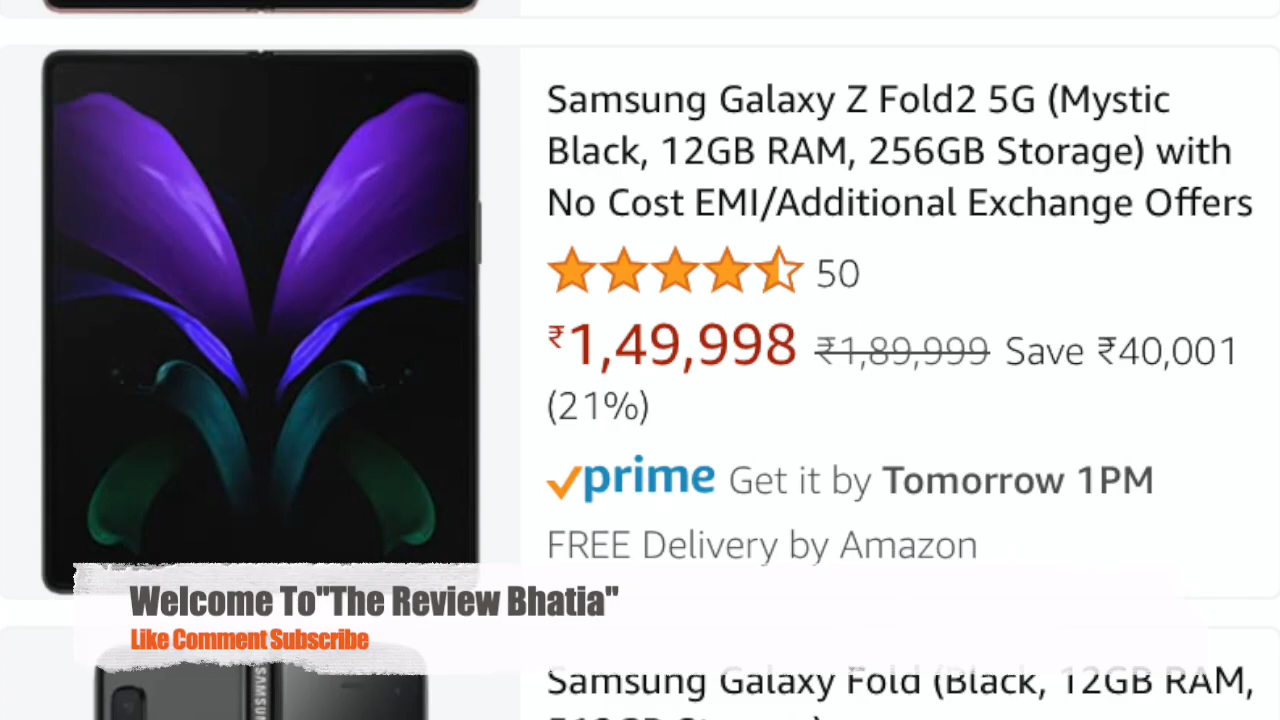 Samsung Galaxy Z Fold2 5G (Mystic
Black, 12GB RAM, 256GB Storage) with
No Cost EMI/Additional Exchange Offers
50
₹1,49,998 ₹1,89,999 Save ₹40,001
(21%)
prime Get it by Tomorrow 1PM
FREE Delivery by Amazon
Welcome To"The Review Bhatia"
Like Comment Subscribe
SAMSUNG
Samsung Galaxy Fold (Black, 12GB RAM,